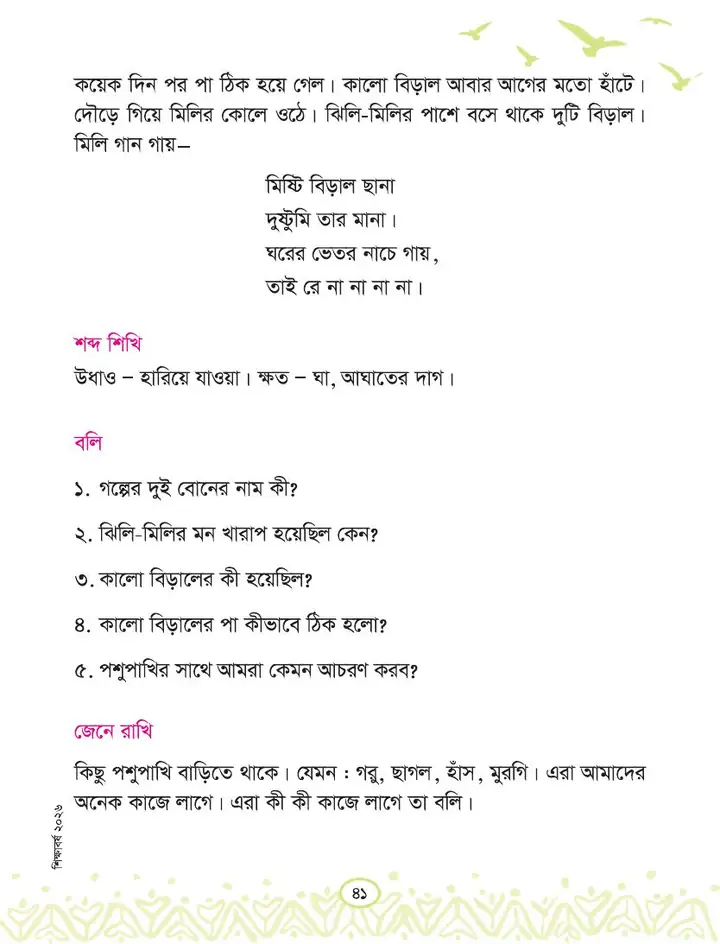 কয়েক দিন পর পা ঠিক হয়ে গেল। কালো বিড়াল আবার আগের মতো হাঁটে।
দৌড়ে গিয়ে মিলির কোলে ওঠে। ঝিলি-মিলির পাশে বসে থাকে দুটি বিড়াল।
মিলি গান গায়–
মিষ্টি বিড়াল ছানা
দুষ্টুমি তার মানা।
ঘরের ভেতর নাচে গায়,
তাই রে না না না না।
শব্দ শিখি
উধাও – হারিয়ে যাওয়া। ক্ষত – ঘা, আঘাতের দাগ।
বলি
১. গল্পের দুই বোনের নাম কী?
২. ঝিলি-মিলির মন খারাপ হয়েছিল কেন?
৩. কালো বিড়ালের কী হয়েছিল?
৪. কালো বিড়ালের পা কীভাবে ঠিক হলো?
৫. পশুপাখির সাথে আমরা কেমন আচরণ করব?
জেনে রাখি
কিছু পশুপাখি বাড়িতে থাকে। যেমন : গরু, ছাগল, হাঁস, মুরগি। এরা আমাদের
অনেক কাজে লাগে। এরা কী কী কাজে লাগে তা বলি।
শিক্ষাবর্ষ ২০২৬
৪১